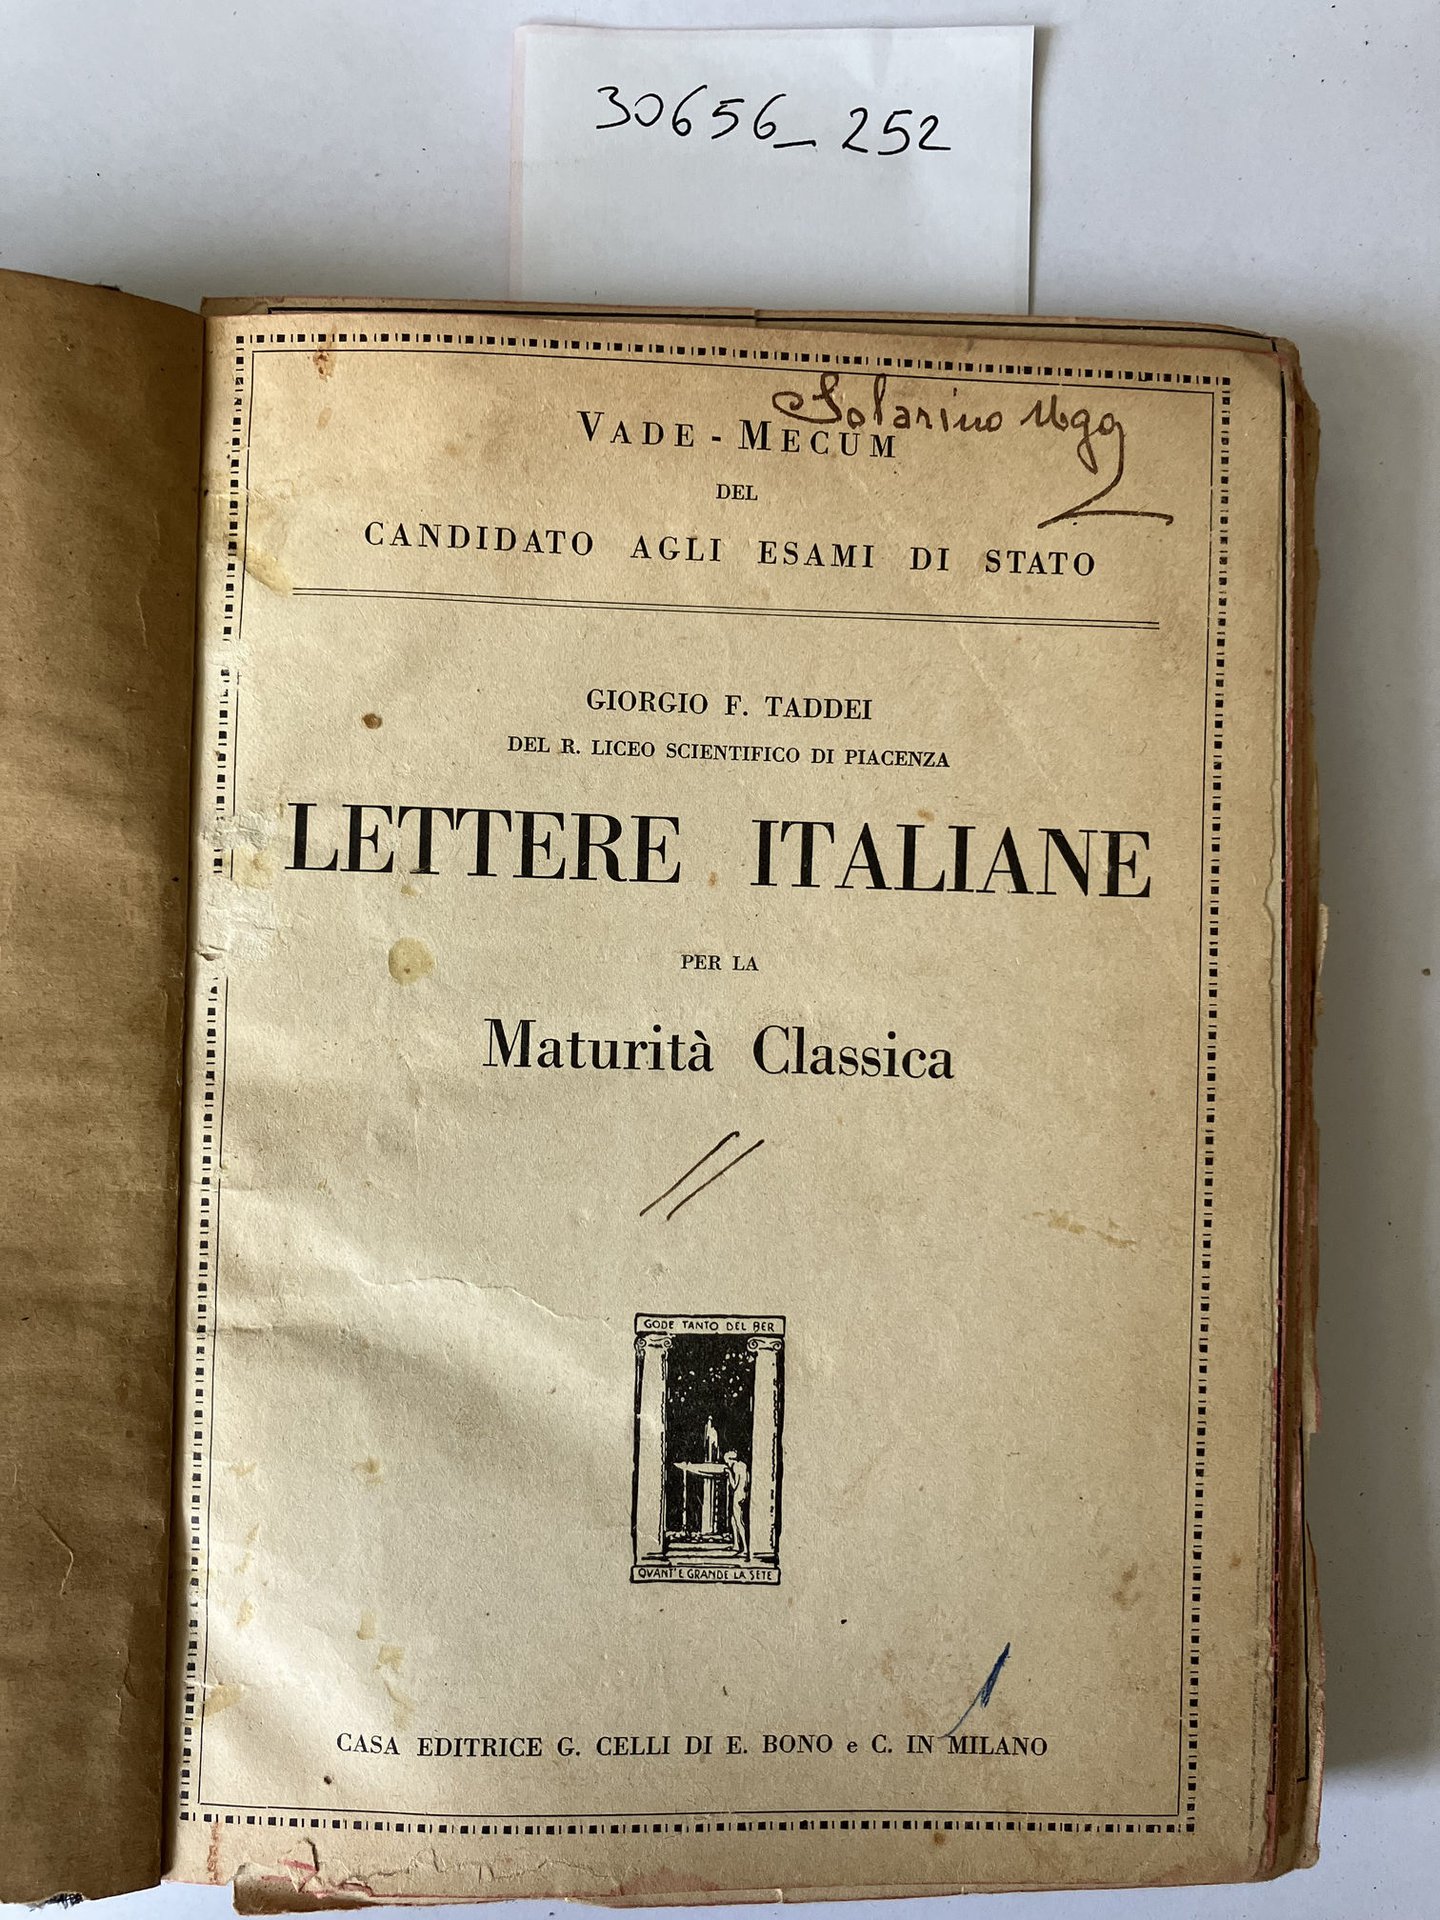 30656_252
Solarino Ugo
VADE-MECUM
DEL
CANDIDATO AGLI ESAMI DI STATO
GIORGIO F. TADDEI
DEL R. LICEO SCIENTIFICO DI PIACENZA
LETTERE ITALIANE
PER LA
Maturità Classica
GODE TANTO DEL BER
QVANT'E GRANDE LA SETE
CASA EDITRICE G. CELLI DI E. BONO e C. IN MILANO